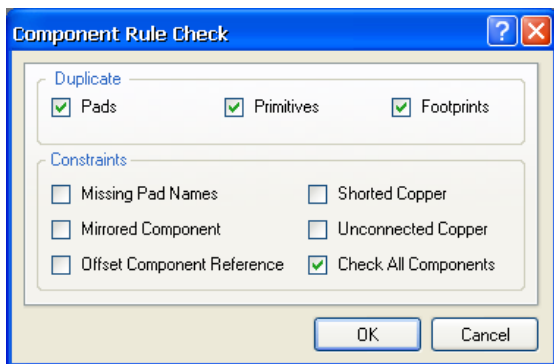 Component Rule Check
Duplicate
Pads Primitives Footprints
Constraints
Missing Pad Names Shorted Copper
Mirrored Component Unconnected Copper
Offset Component Reference Check All Components
OK Cancel